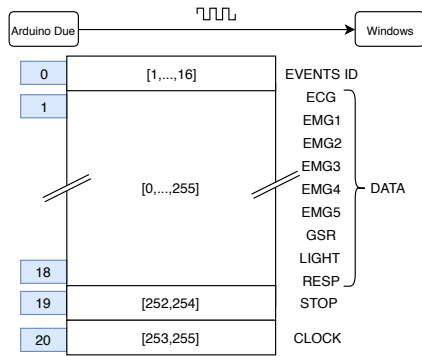 Arduino Due
Windows
0
[1,...,16]
EVENTS ID
1
ECG
EMG1
EMG2
EMG3
[0,...,255]
EMG4
DATA
EMG5
GSR
LIGHT
18
RESP
19
[252,254]
STOP
20
[253,255]
CLOCK